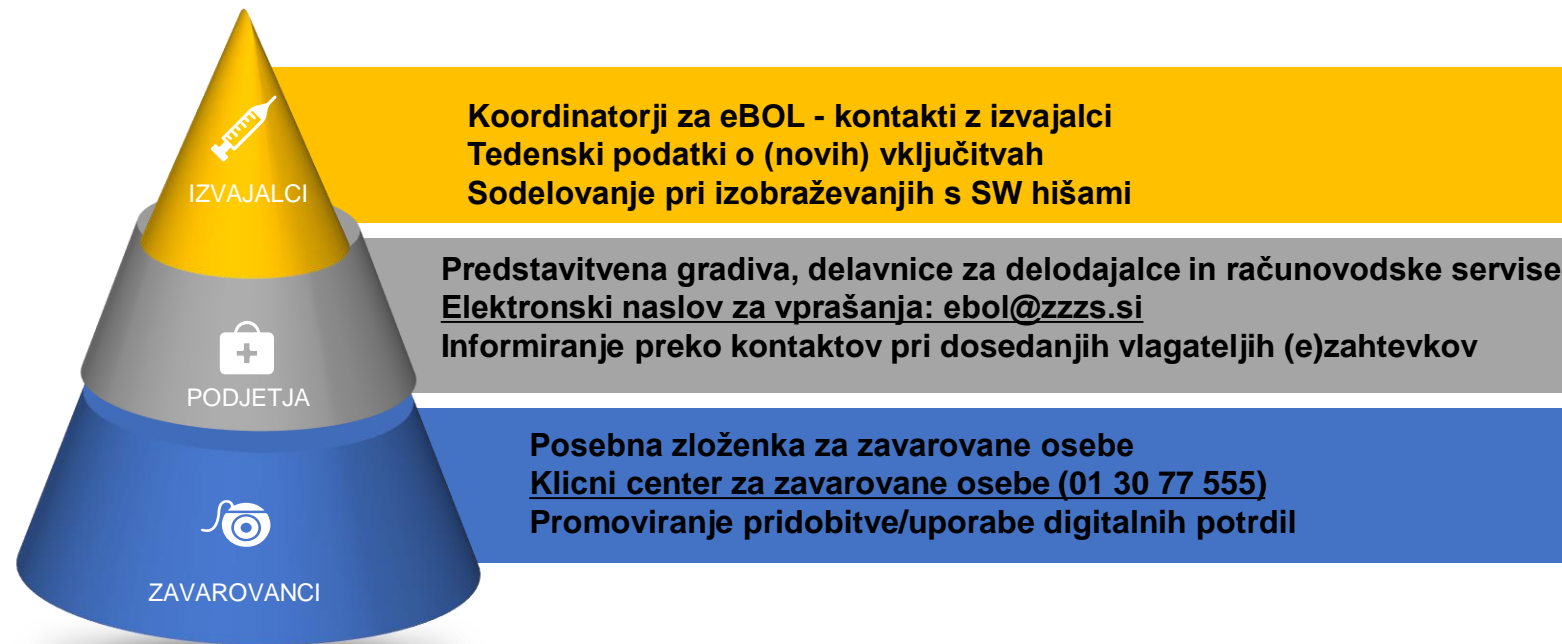 IZVAJALCI
Koordinatorji za eBOL - kontakti z izvajalci
Tedenski podatki o (novih) vključitvah
Sodelovanje pri izobraževanjih s SW hišami
PODJETJA
Predstavitvena gradiva, delavnice za delodajalce in računovodske servise
Elektronski naslov za vprašanja: ebol@zzzs.si
Informiranje preko kontaktov pri dosedanjih vlagateljih (e)zahtevkov
ZAVAROVANCI
Posebna zloženka za zavarovane osebe
Klicni center za zavarovane osebe (01 30 77 555)
Promoviranje pridobitve/uporabe digitalnih potrdil